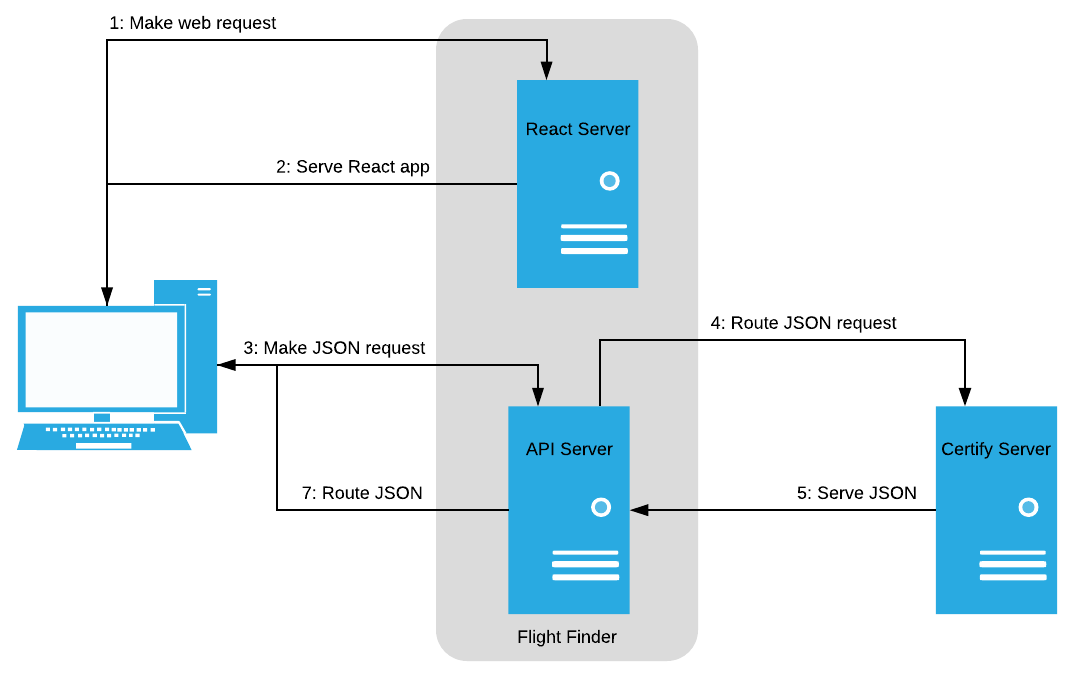 1: Make web request
React Server
2: Serve React app
4: Route JSON request
3: Make JSON request
API Server
Certify Server
7: Route JSON
5: Serve JSON
Flight Finder